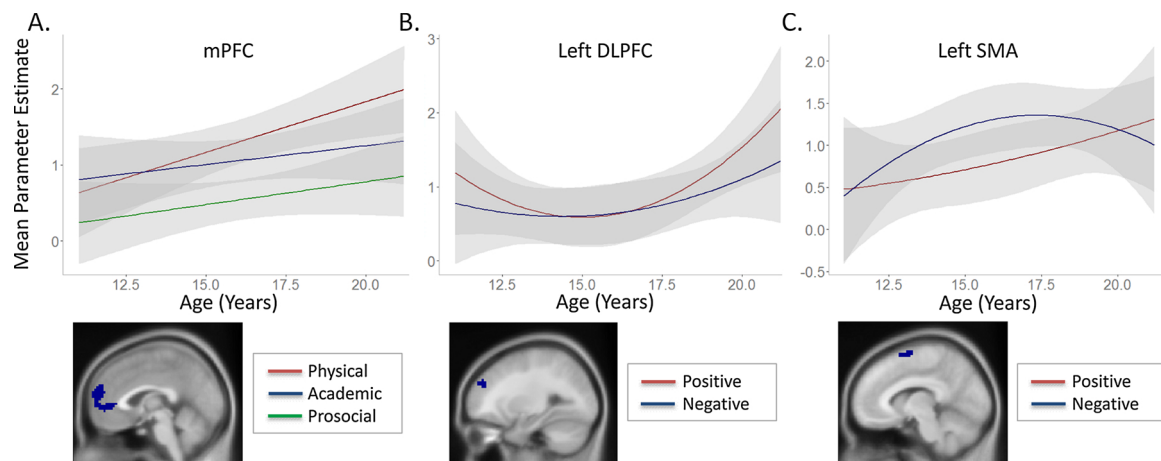 A.
mPFC
B.
Left DLPFC
C.
Left SMA
Mean Parameter Estimate
2
1
0
12.5 15.0 17.5 20.0
Age (Years)
3
2
1
0
12.5 15.0 17.5 20.0
Age (Years)
2.0
1.5
1.0
0.5
0.0
-0.5
12.5 15.0 17.5 20.0
Age (Years)
Physical
Academic
Prosocial
Positive
Negative
Positive
Negative